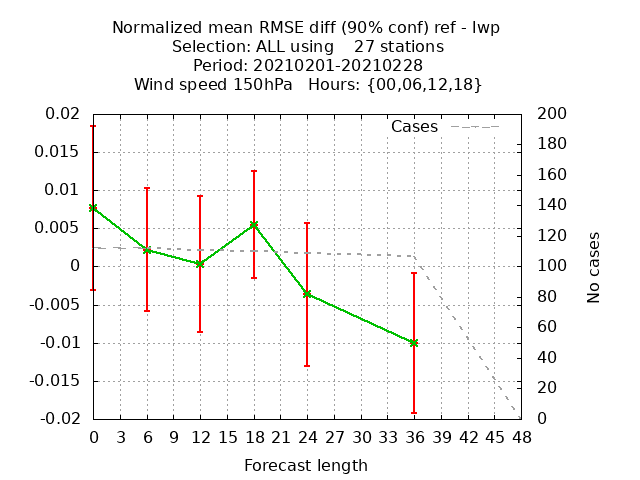 Normalized mean RMSE diff (90% conf) ref - lwp
Selection: ALL using    27 stations
Period: 20210201-20210228
Wind speed 150hPa   Hours: {00,06,12,18}
Cases
0.02
0.015
0.01
0.005
0
-0.005
-0.01
-0.015
-0.02
200
180
160
140
120
100
80
60
40
20
0
No cases
0 3 6 9 12 15 18 21 24 27 30 33 36 39 42 45 48
Forecast length